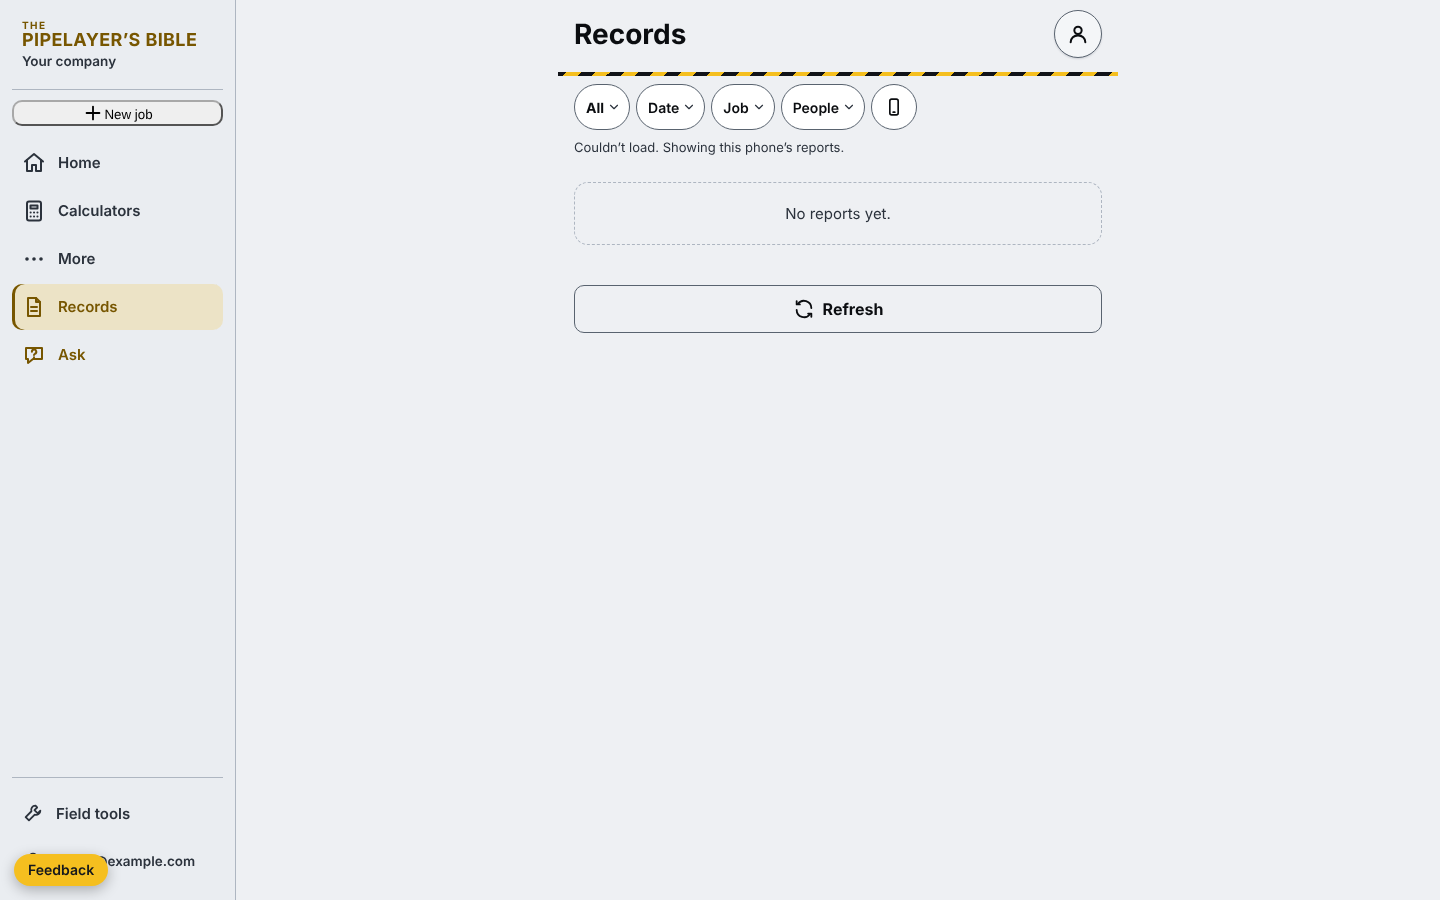 THE
PIPELAYER’S BIBLE
Your company
New job
Home
Calculators
More
Records
Ask
Field tools
@example.com
Feedback
Records
All
Date
Job
People
Couldn’t load. Showing this phone’s reports.
No reports yet.
Refresh